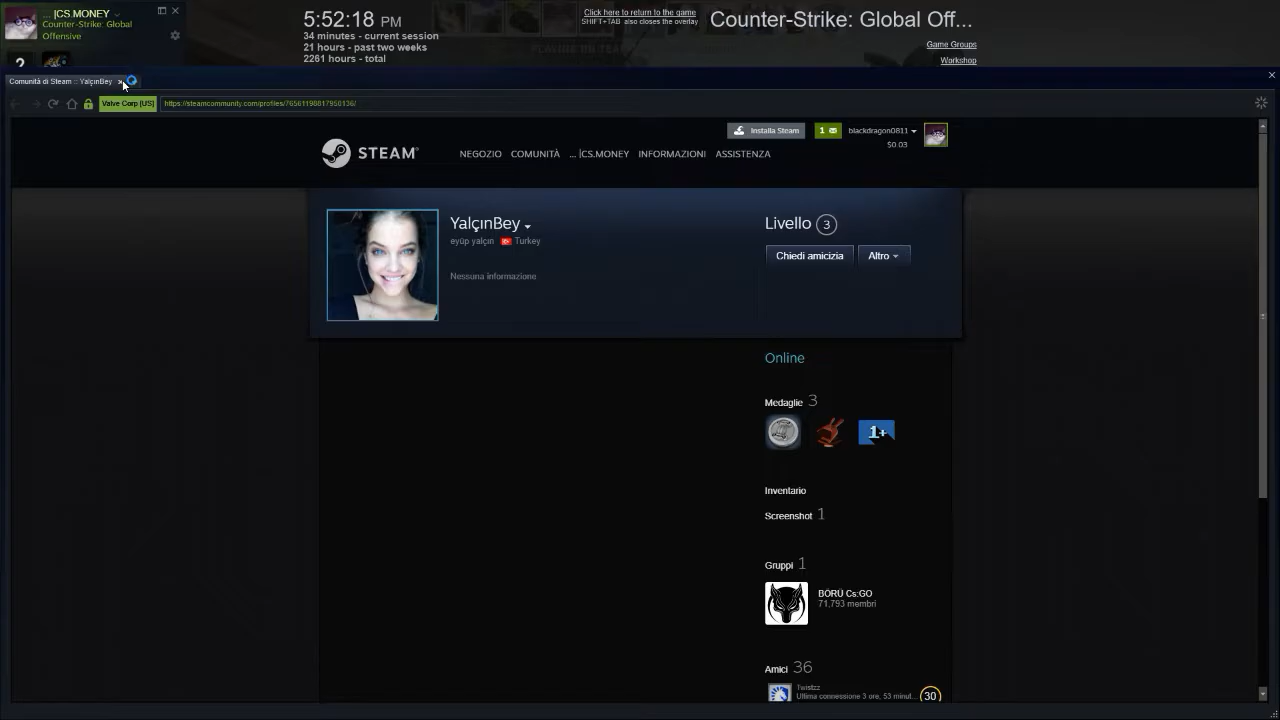 ... |CS.MONEY
Counter-Strike: Global
Offensive
?
5:52:18 PM
34 minutes - current session
21 hours - past two weeks
2261 hours - total
Click here to return to the game
SHIFT+TAB also closes the overlay
Counter-Strike: Global Off...
Game Groups
Workshop
Comunità di Steam :: YalçınBey
Valve Corp [US]
https://steamcommunity.com/profiles/76561198817950136/
Installa Steam
1
blackdragon0811
$0.03
STEAM®
NEGOZIO
COMUNITÀ
... |CS.MONEY
INFORMAZIONI
ASSISTENZA
YalçınBey
eyüp yalçın
Turkey
Nessuna informazione
Livello 3
Chiedi amicizia
Altro
Online
Medaglie 3
1+
Inventario
Screenshot 1
Gruppi 1
BÖRÜ Cs:GO
71,793 membri
Amici 36
Twistzz
Ultima connessione 3 ore, 53 minut...
30